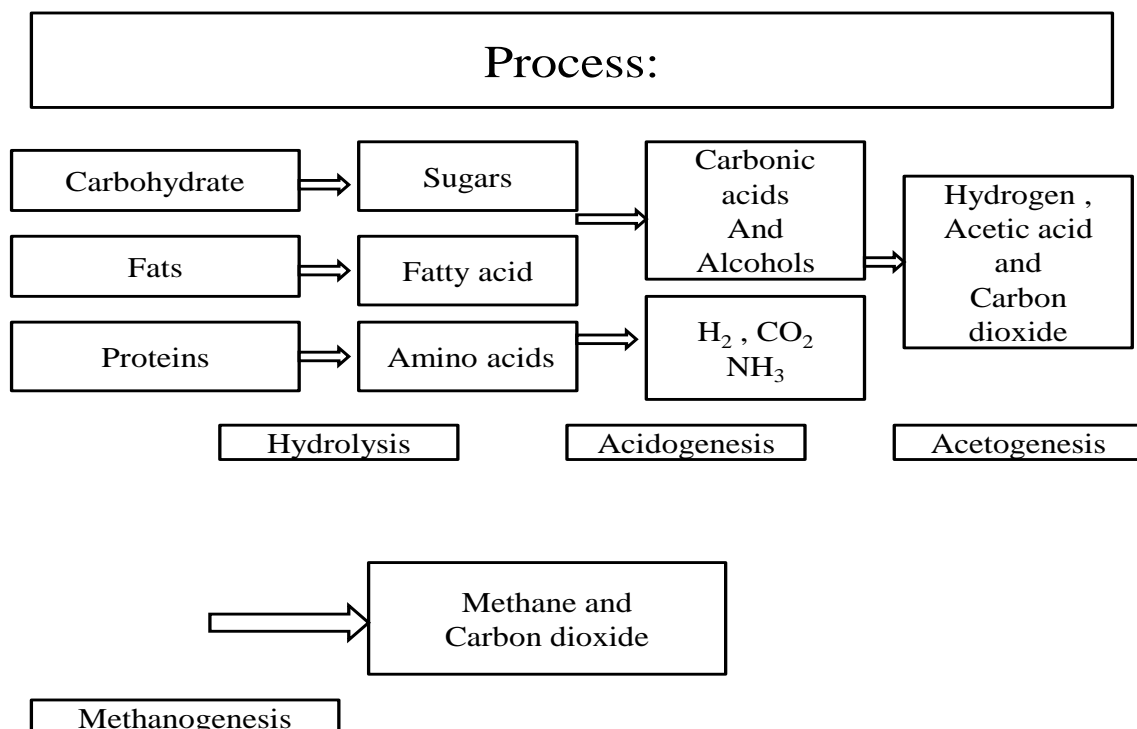 Process:
Carbohydrate
Sugars
Carbonic
acids
And
Alcohols
Hydrogen ,
Acetic acid
and
Carbon
dioxide
Fats
Fatty acid
Proteins
Amino acids
H₂ , CO₂
NH₃
Hydrolysis
Acidogenesis
Acetogenesis
Methane and
Carbon dioxide
Methanogenesis